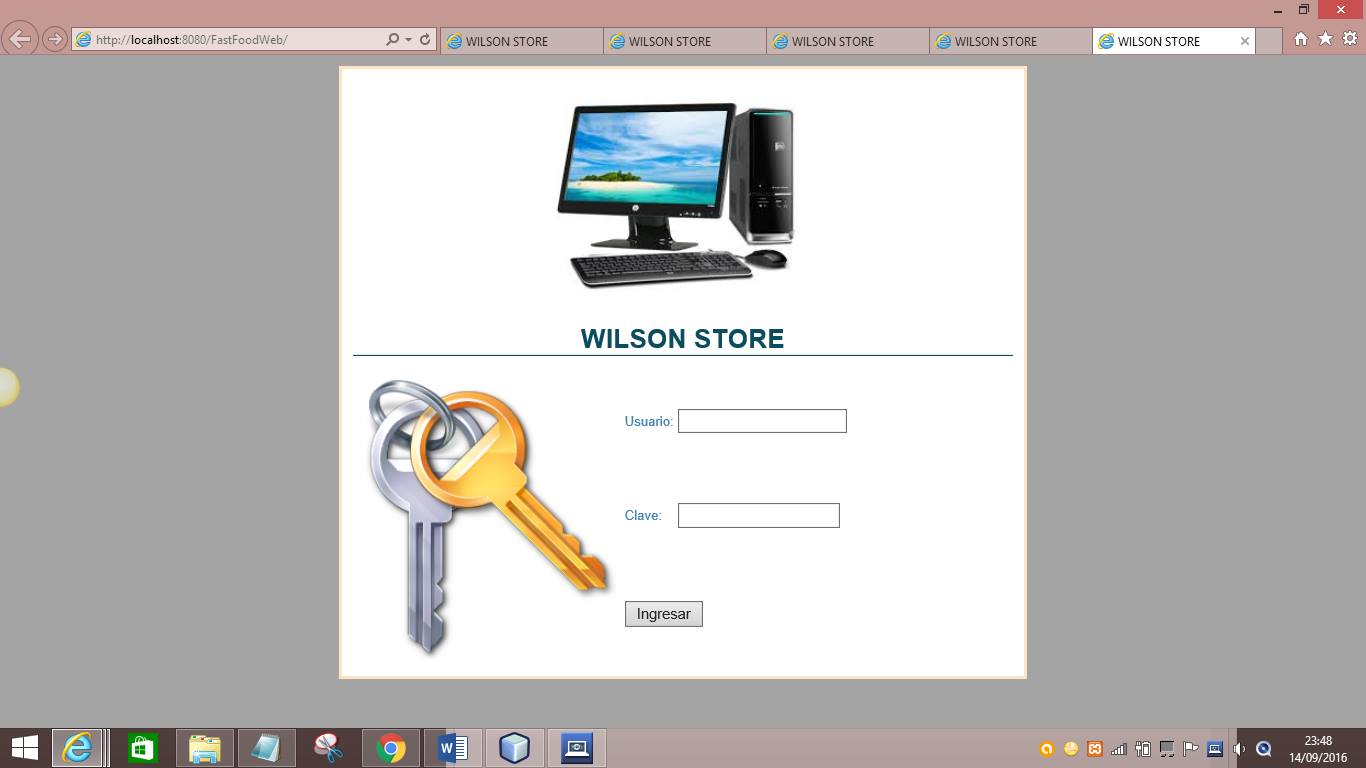 http://localhost:8080/FastFoodWeb/
WILSON STORE
WILSON STORE
WILSON STORE
WILSON STORE
WILSON STORE
WILSON STORE
Usuario:
Clave:
Ingresar
23:48
14/09/2016